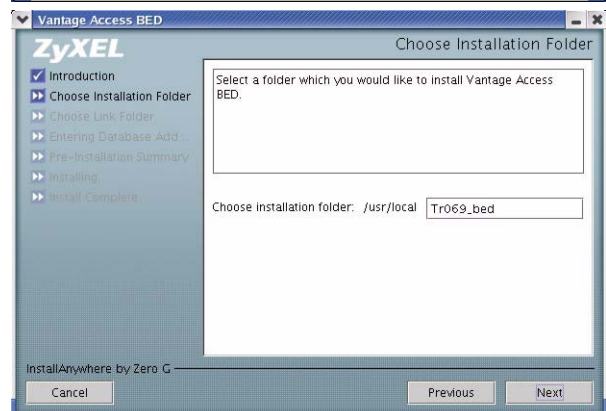 Vantage Access BED
ZyXEL
Choose Installation Folder
Introduction
Choose Installation Folder
Choose Link Folder
Entering Database Add...
Pre-Installation Summary
Installing...
Install Complete
Select a folder which you would like to install Vantage Access
BED.
Choose installation folder: /usr/local Tr069_bed
InstallAnywhere by Zero G
Cancel Previous Next